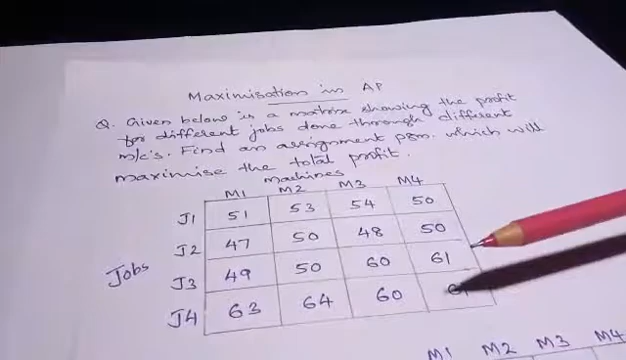 Maximisation in AP
Q. Given below is a matrix showing the profit
for different jobs done through different
m/c's. Find an assignment psm. which will
maximise the total profit.
machines
M1 M2 M3 M4
J1 51 53 54 50
J2 47 50 48 50
Jobs
J3 49 50 60 61
J4 63 64 60
M1 M2 M3 M4